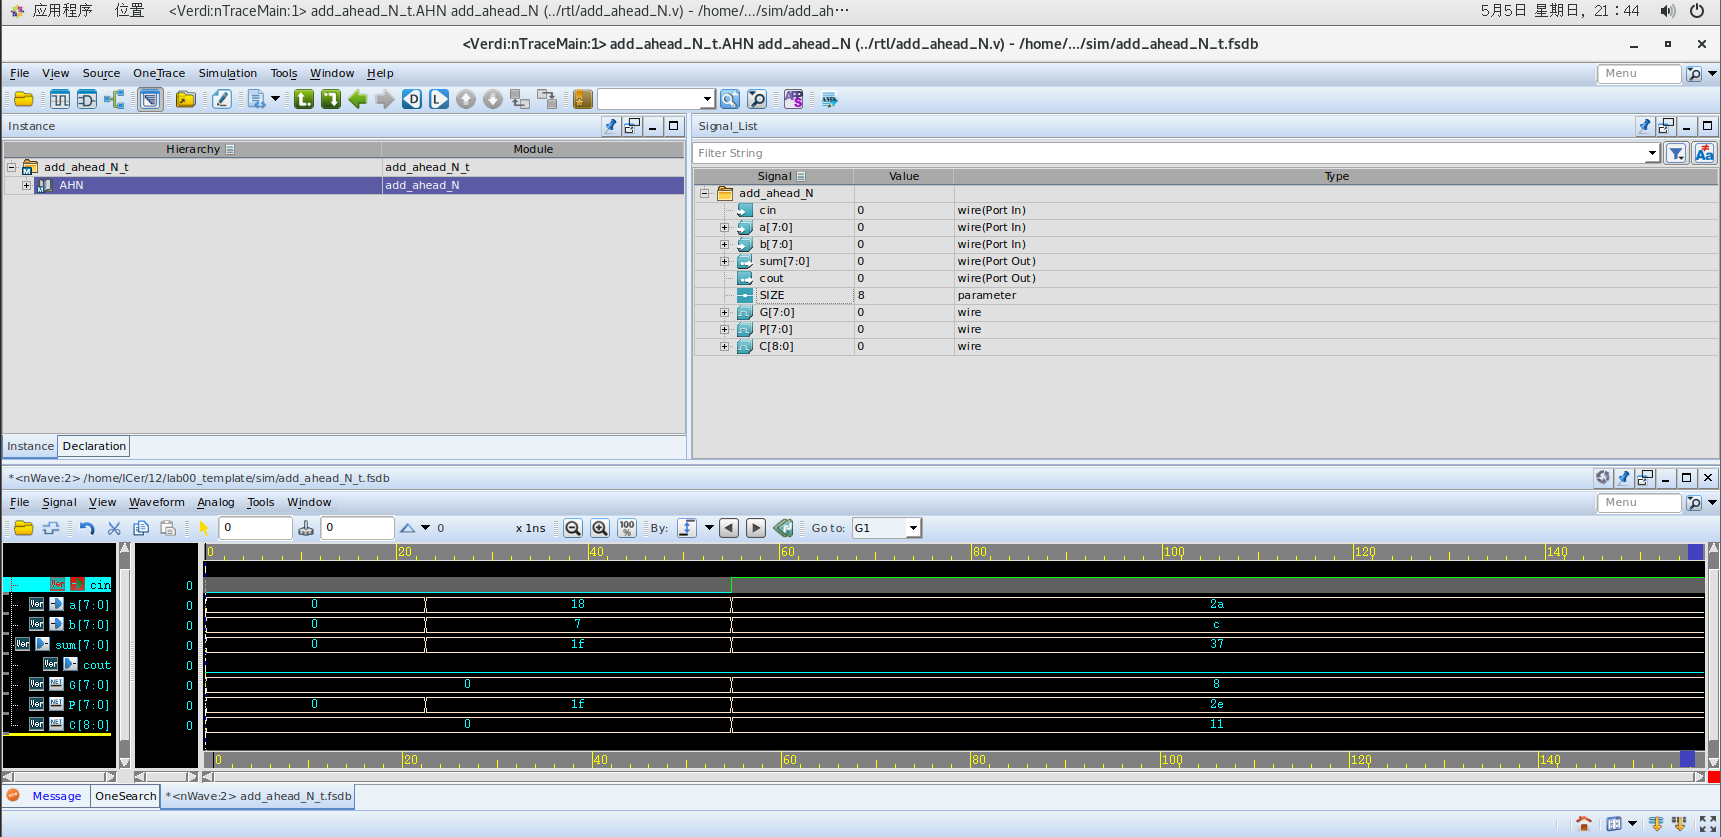 应用程序 位置 <Verdi:nTraceMain:1> add_ahead_N_t.AHN add_ahead_N (../rtl/add_ahead_N.v) - /home/.../sim/add_ah… 5月5日 星期日, 21:44
<Verdi:nTraceMain:1> add_ahead_N_t.AHN add_ahead_N (../rtl/add_ahead_N.v) - /home/.../sim/add_ahead_N_t.fsdb
File View Source OneTrace Simulation Tools Window Help Menu
Instance
Signal_List
Filter String
Hierarchy Module
Signal Value Type
add_ahead_N_t add_ahead_N_t
AHN add_ahead_N
add_ahead_N
cin 0 wire(Port In)
a[7:0] 0 wire(Port In)
b[7:0] 0 wire(Port In)
sum[7:0] 0 wire(Port Out)
cout 0 wire(Port Out)
SIZE 8 parameter
G[7:0] 0 wire
P[7:0] 0 wire
C[8:0] 0 wire
Instance Declaration
*<nWave:2> /home/ICer/12/lab00_template/sim/add_ahead_N_t.fsdb
File Signal View Waveform Analog Tools Window Menu
0 0 0 x 1ns 100 % By: Go to: G1
0 20 40 60 80 100 120 140
cin 0
a[7:0] 0 0 18 2a
b[7:0] 0 0 7 c
sum[7:0] 0 0 1f 37
cout 0
G[7:0] 0 0 8
P[7:0] 0 0 1f 2e
C[8:0] 0 0 11
0 20 40 60 80 100 120 140
Message OneSearch *<nWave:2> add_ahead_N_t.fsdb